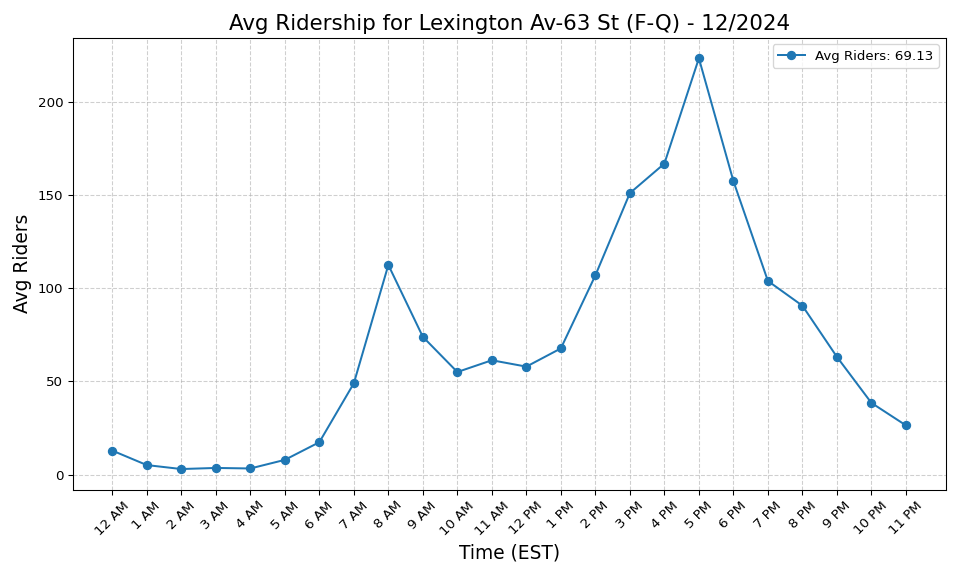 Avg Ridership for Lexington Av-63 St (F-Q) - 12/2024
Avg Riders: 69.13
Avg Riders
200
150
100
50
0
12 AM
1 AM
2 AM
3 AM
4 AM
5 AM
6 AM
7 AM
8 AM
9 AM
10 AM
11 AM
12 PM
1 PM
2 PM
3 PM
4 PM
5 PM
6 PM
7 PM
8 PM
9 PM
10 PM
11 PM
Time (EST)